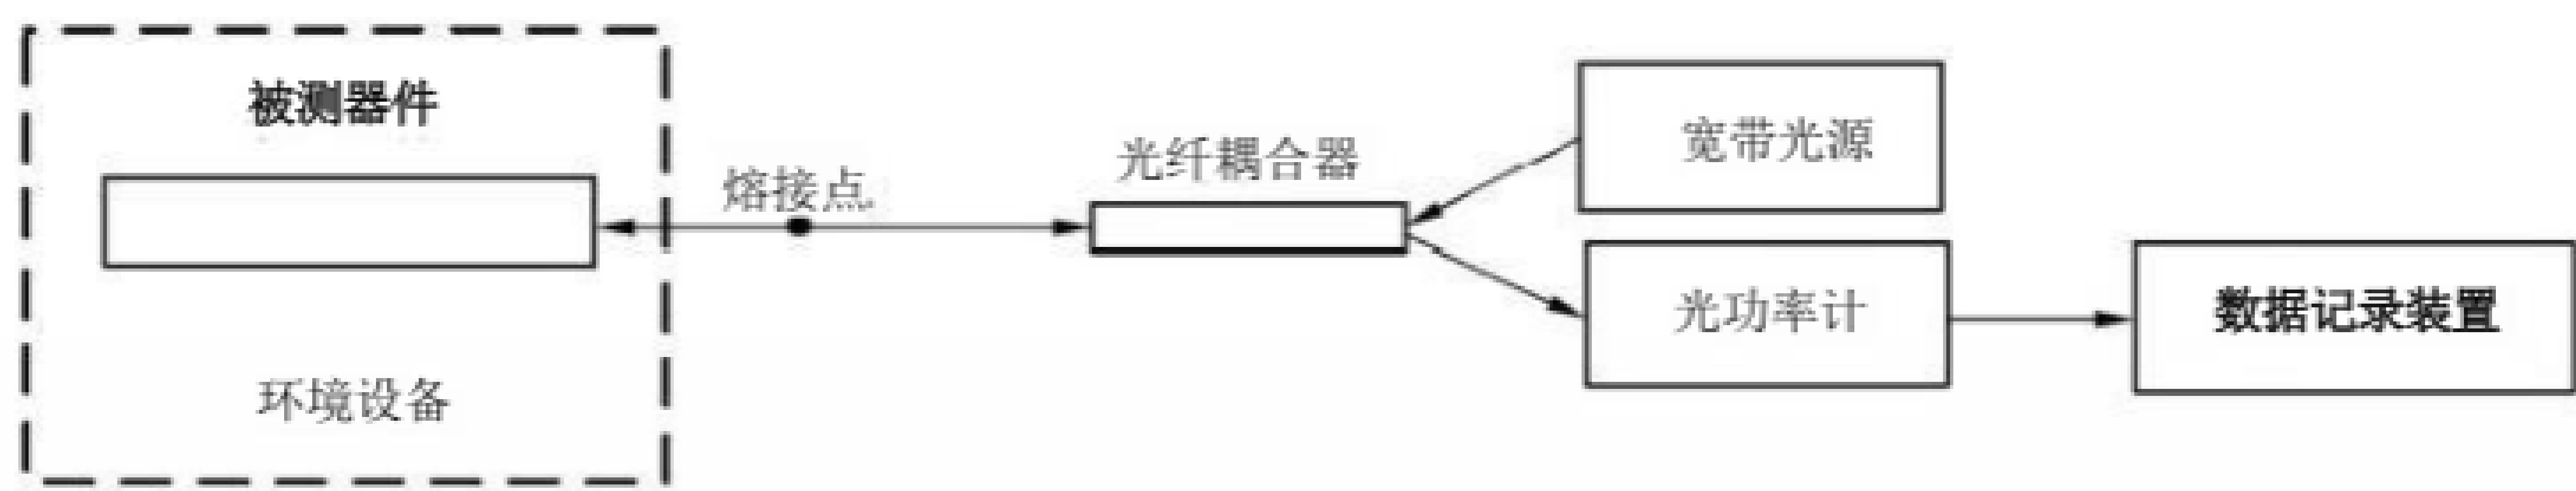 被测器件
熔接点
光纤耦合器
宽带光源
光功率计
数据记录装置
环境设备